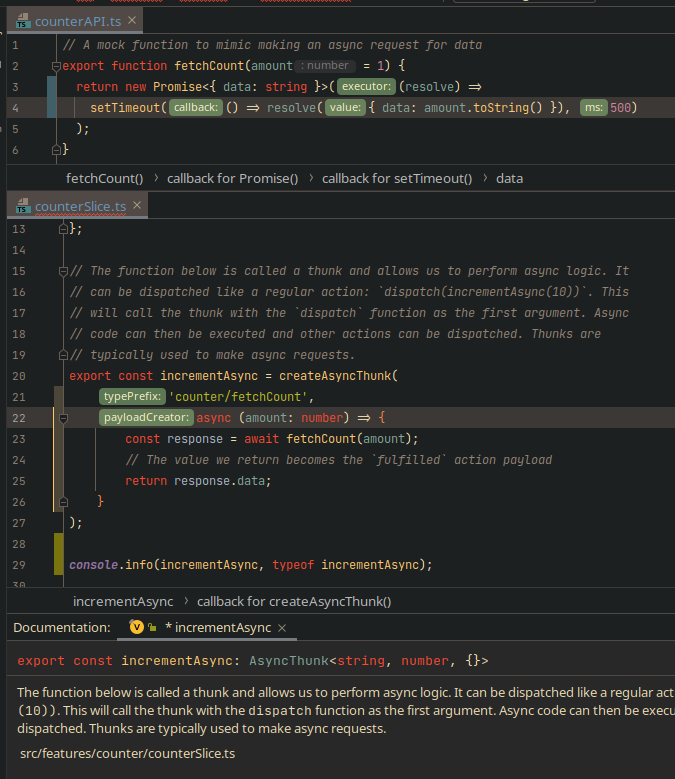 counterAPI.ts ×
1 // A mock function to mimic making an async request for data
2 export function fetchCount(amount : number = 1) {
3 return new Promise<{ data: string }>( executor: (resolve) =>
4 setTimeout( callback: () => resolve( value: { data: amount.toString() }), ms: 500)
5 );
6 }
fetchCount() › callback for Promise() › callback for setTimeout() › data
counterSlice.ts ×
13 };
14
15 // The function below is called a thunk and allows us to perform async logic. It
16 // can be dispatched like a regular action: `dispatch(incrementAsync(10))`. This
17 // will call the thunk with the `dispatch` function as the first argument. Async
18 // code can then be executed and other actions can be dispatched. Thunks are
19 // typically used to make async requests.
20 export const incrementAsync = createAsyncThunk(
21 typePrefix: 'counter/fetchCount',
22 payloadCreator: async (amount: number) => {
23 const response = await fetchCount(amount);
24 // The value we return becomes the `fulfilled` action payload
25 return response.data;
26 }
27 );
28
29 console.info(incrementAsync, typeof incrementAsync);
30
incrementAsync › callback for createAsyncThunk()
Documentation: V * incrementAsync ×
export const incrementAsync: AsyncThunk<string, number, {}>
The function below is called a thunk and allows us to perform async logic. It can be dispatched like a regular act
(10)). This will call the thunk with the dispatch function as the first argument. Async code can then be execu
dispatched. Thunks are typically used to make async requests.
src/features/counter/counterSlice.ts